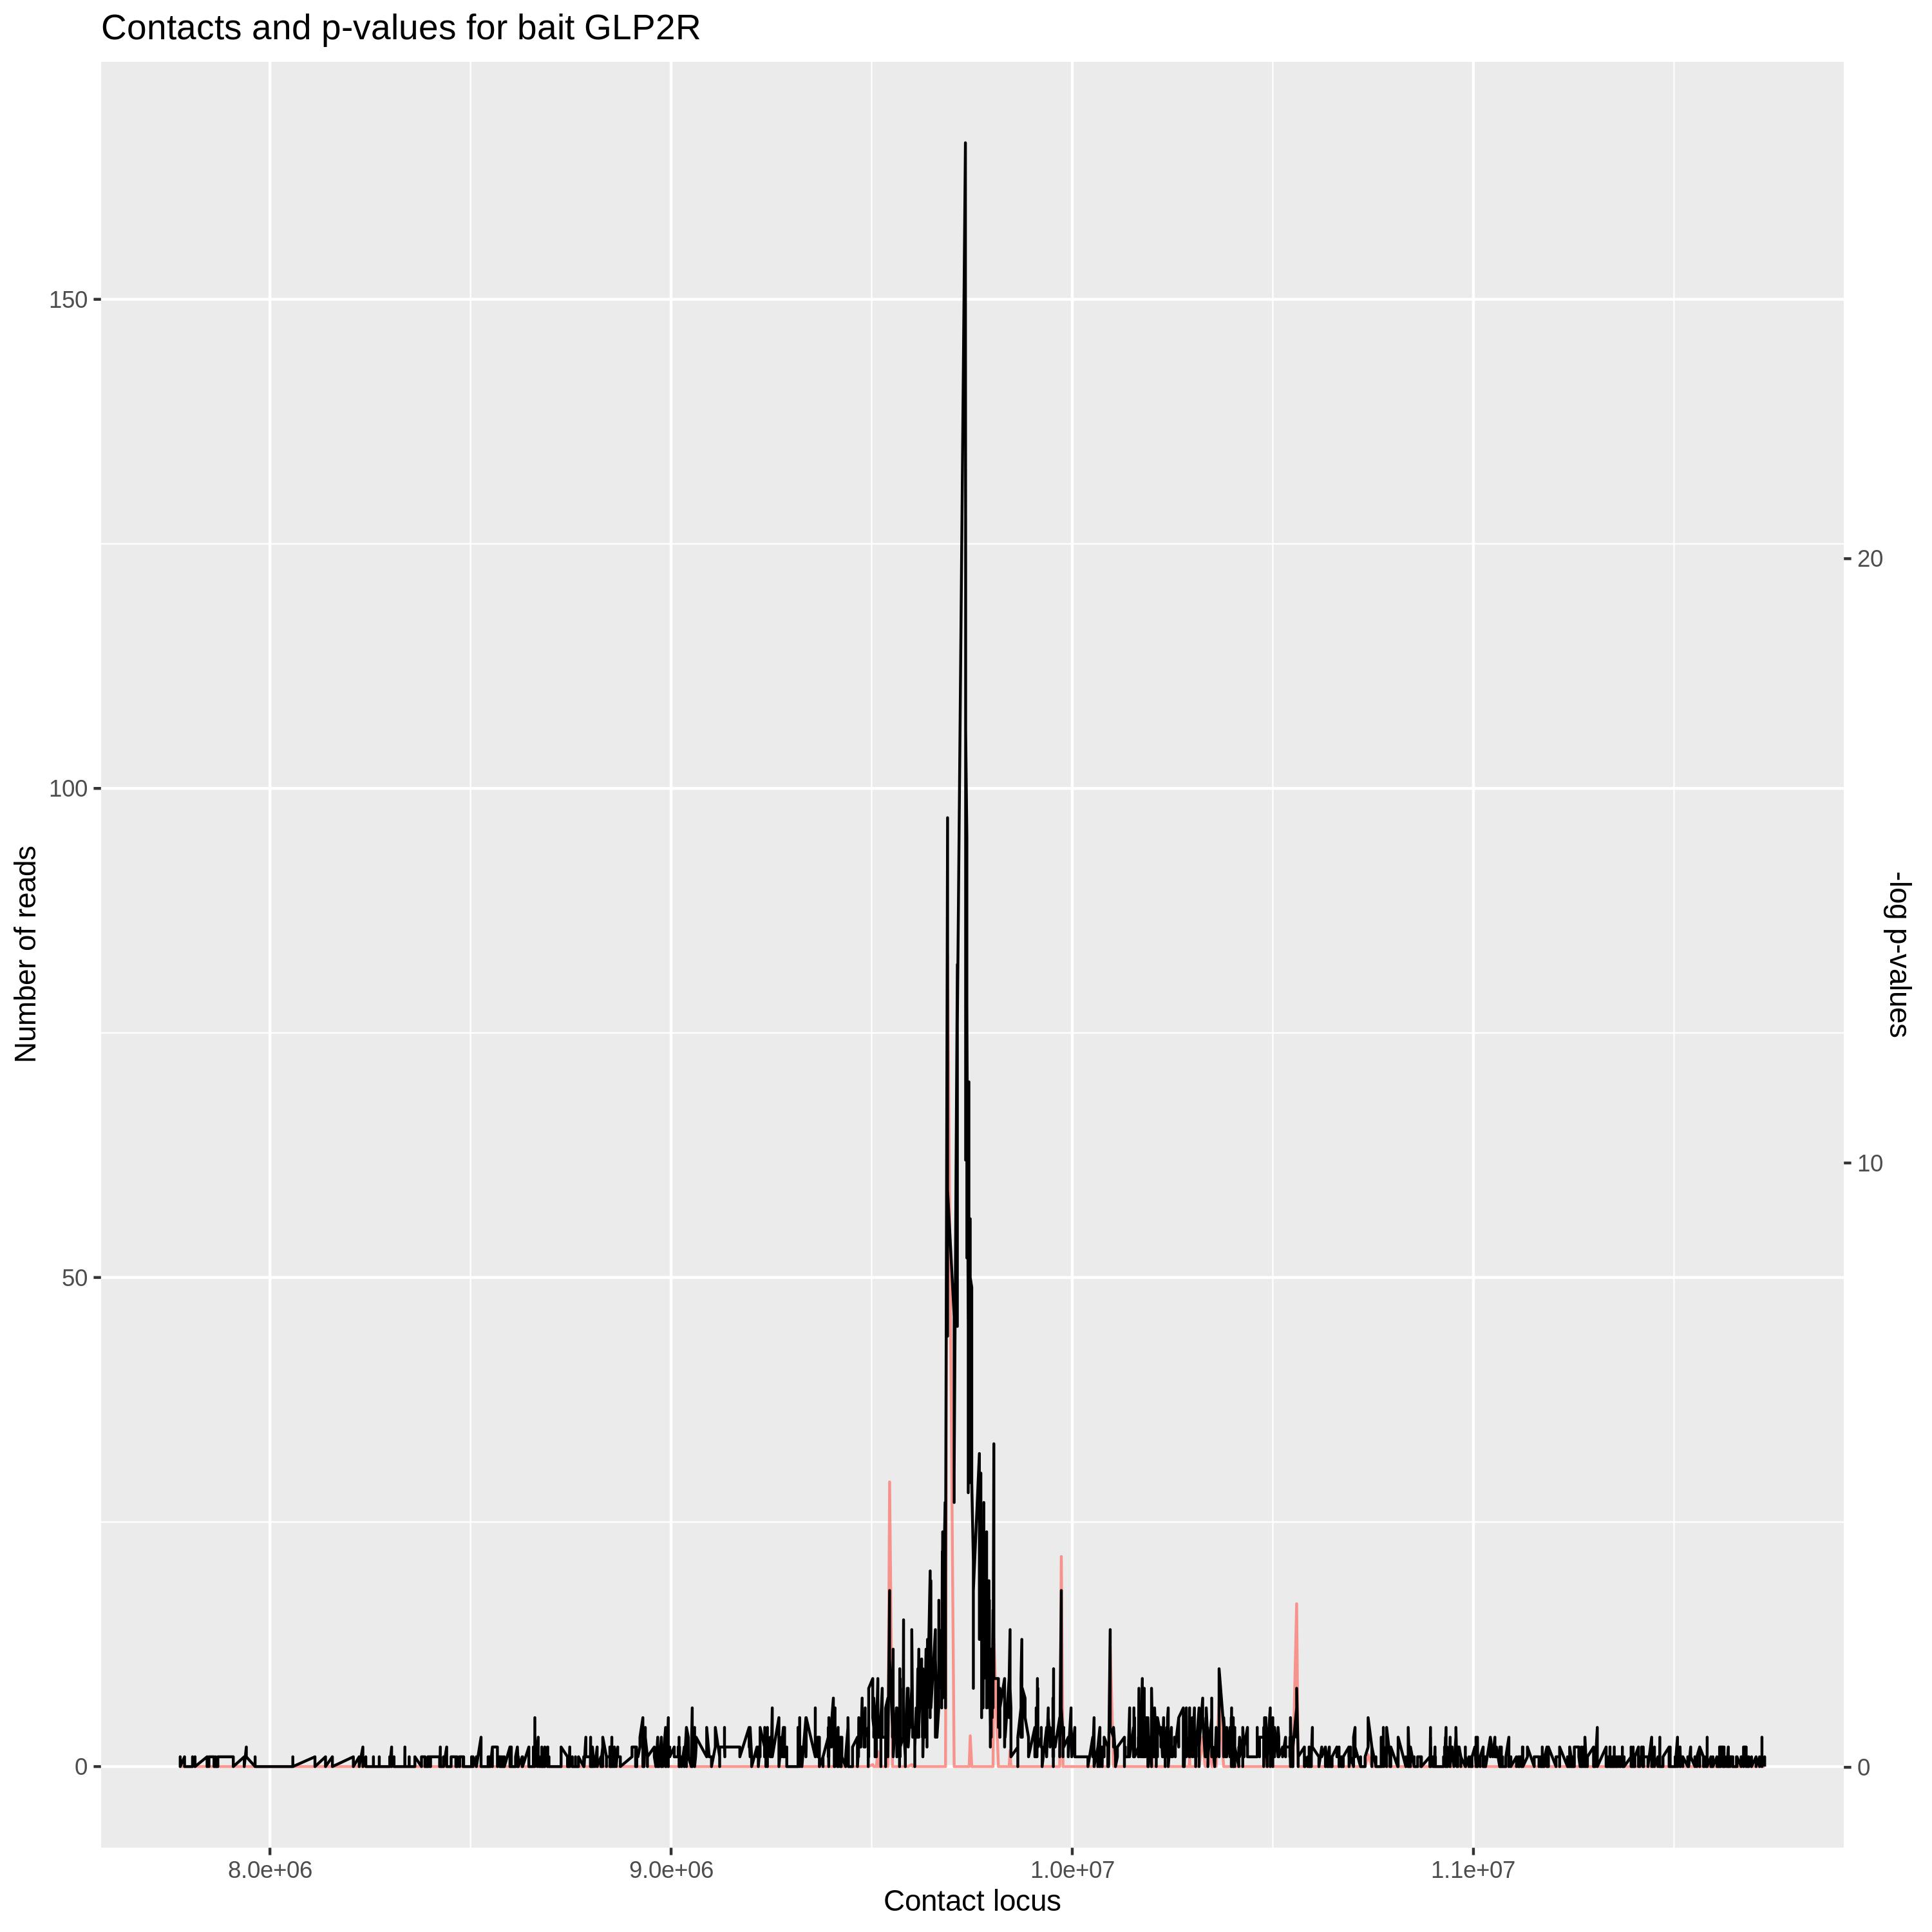 Contacts and p-values for bait GLP2R
150
100
50
0
20
10
0
Number of reads
-log p-values
8.0e+06
9.0e+06
1.0e+07
1.1e+07
Contact locus